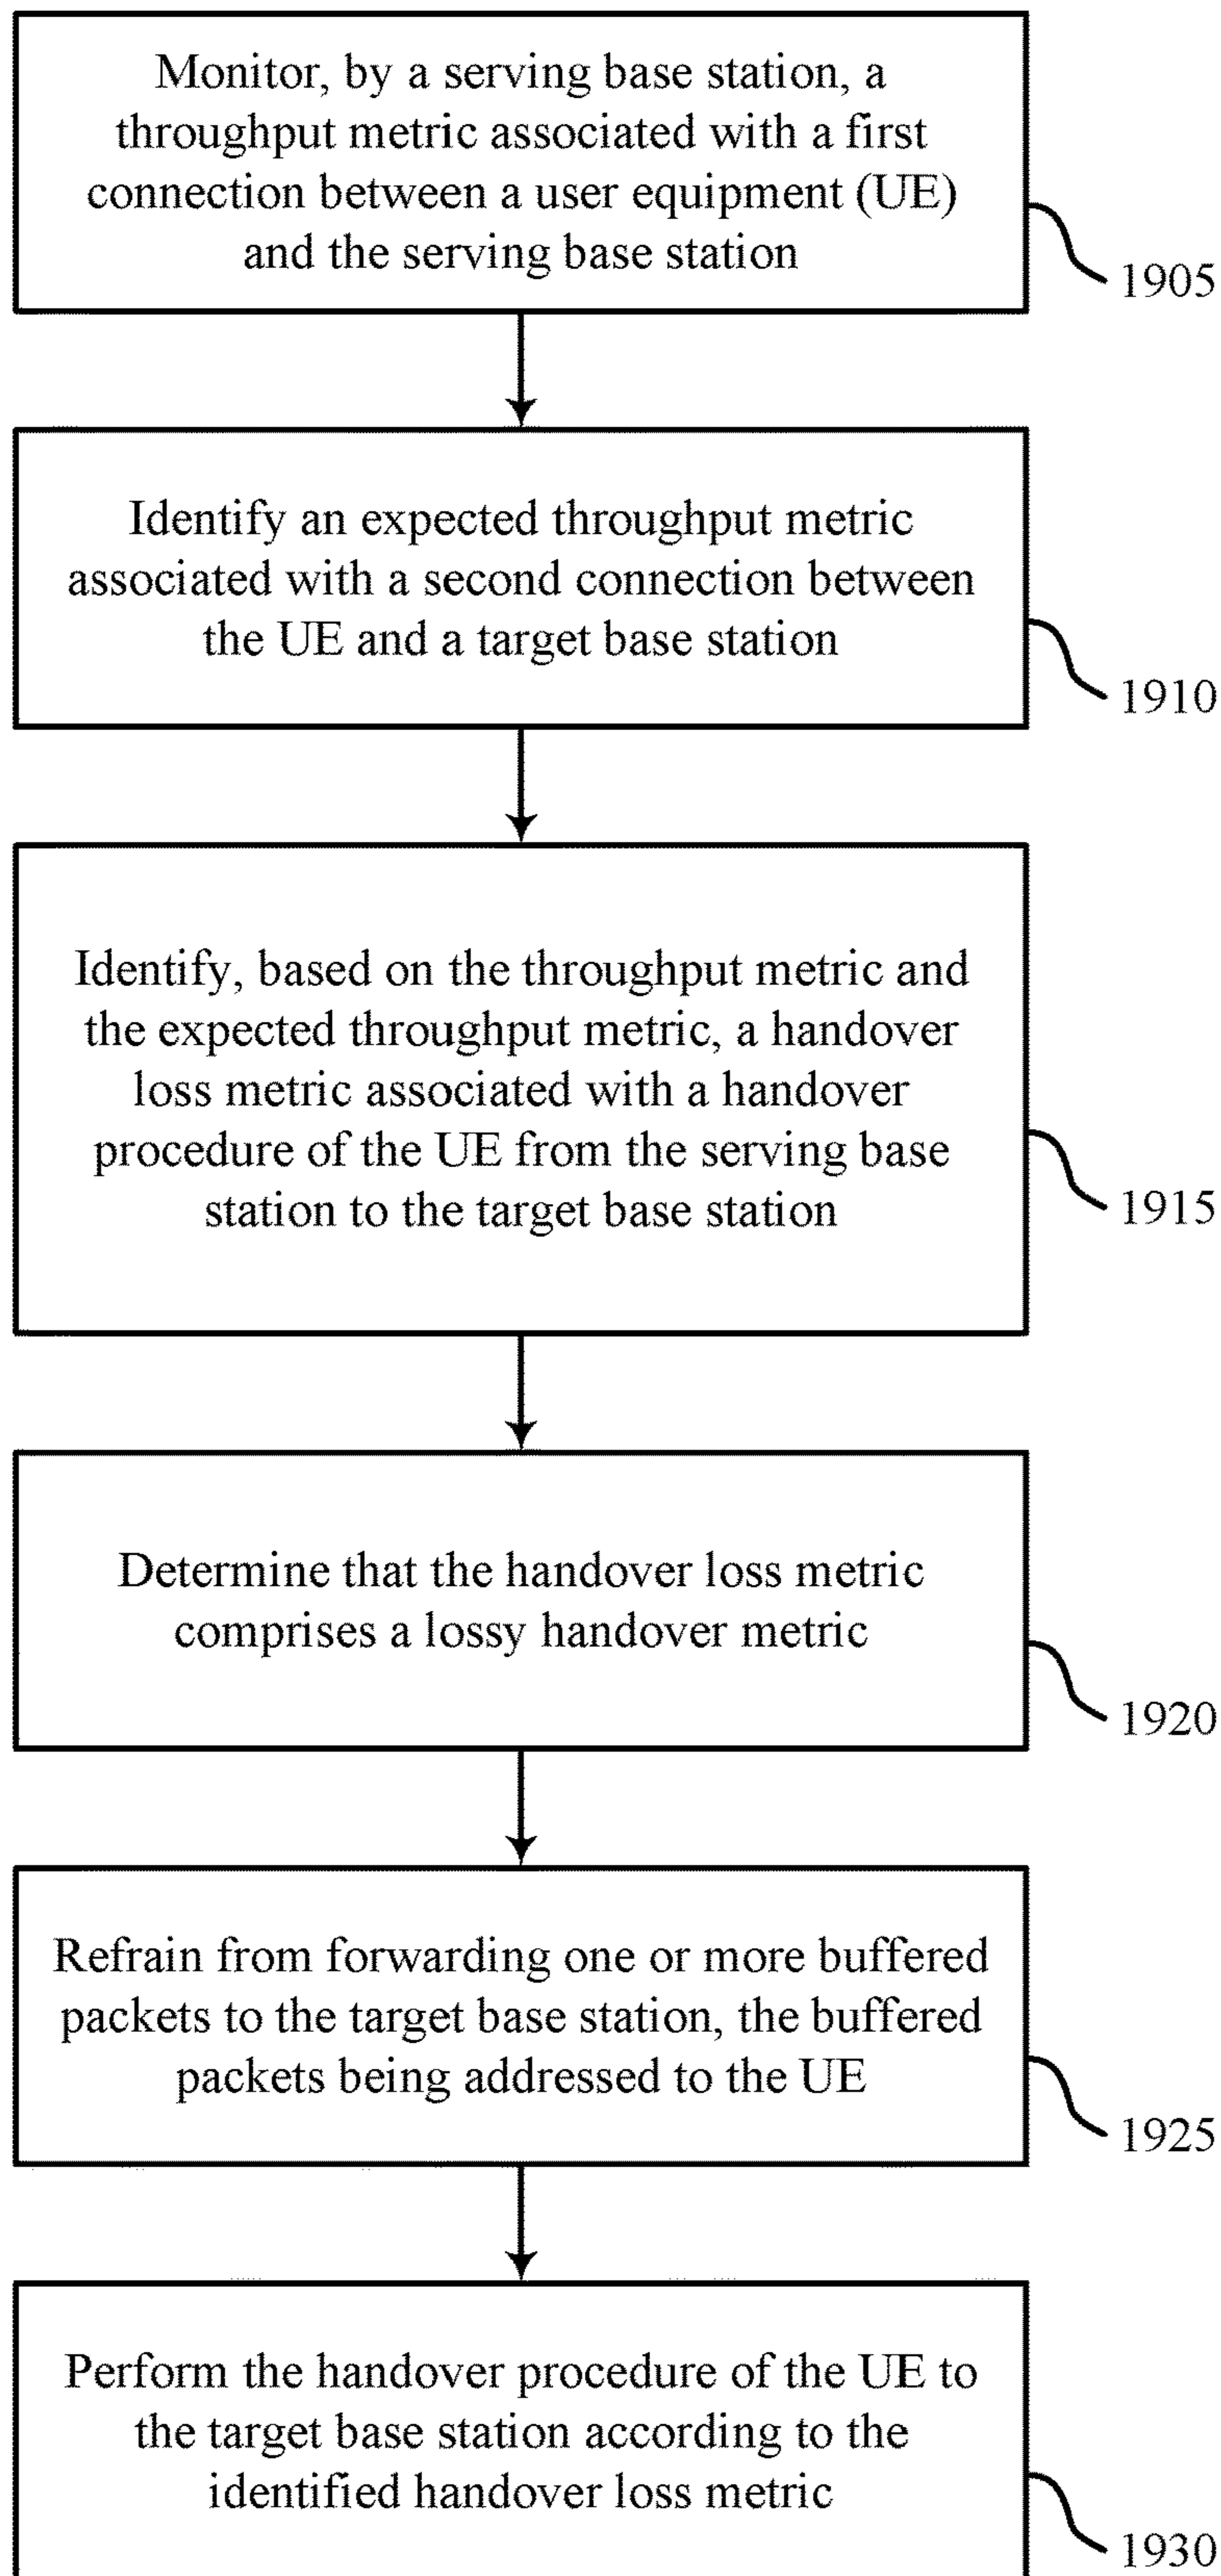 Monitor, by a serving base station, a
throughput metric associated with a first
connection between a user equipment (UE)
and the serving base station
1905
Identify an expected throughput metric
associated with a second connection between
the UE and a target base station
1910
Identify, based on the throughput metric and
the expected throughput metric, a handover
loss metric associated with a handover
procedure of the UE from the serving base
station to the target base station
1915
Determine that the handover loss metric
comprises a lossy handover metric
1920
Refrain from forwarding one or more buffered
packets to the target base station, the buffered
packets being addressed to the UE
1925
Perform the handover procedure of the UE to
the target base station according to the
identified handover loss metric
1930